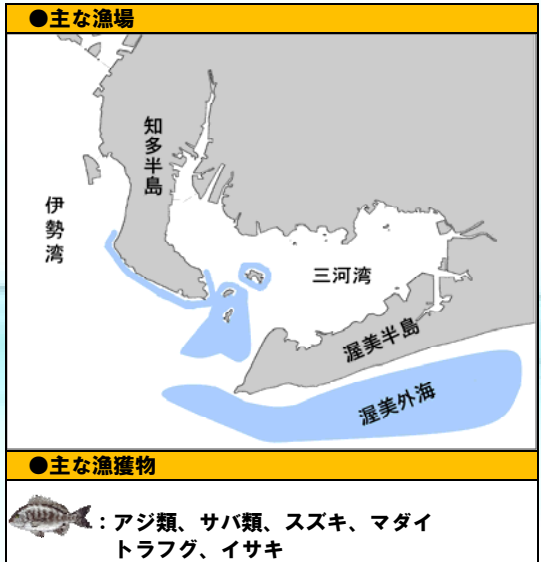 ●主な漁場
知多半島
伊勢湾
三河湾
渥美半島
渥美外海
●主な漁獲物
：アジ類、サバ類、スズキ、マダイ
トラフグ、イサキ